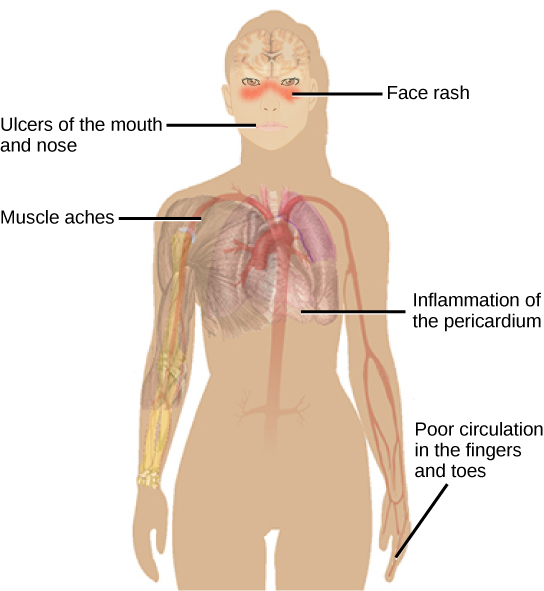 Face rash
Ulcers of the mouth
and nose
Muscle aches
Inflammation of
the pericardium
Poor circulation
in the fingers
and toes